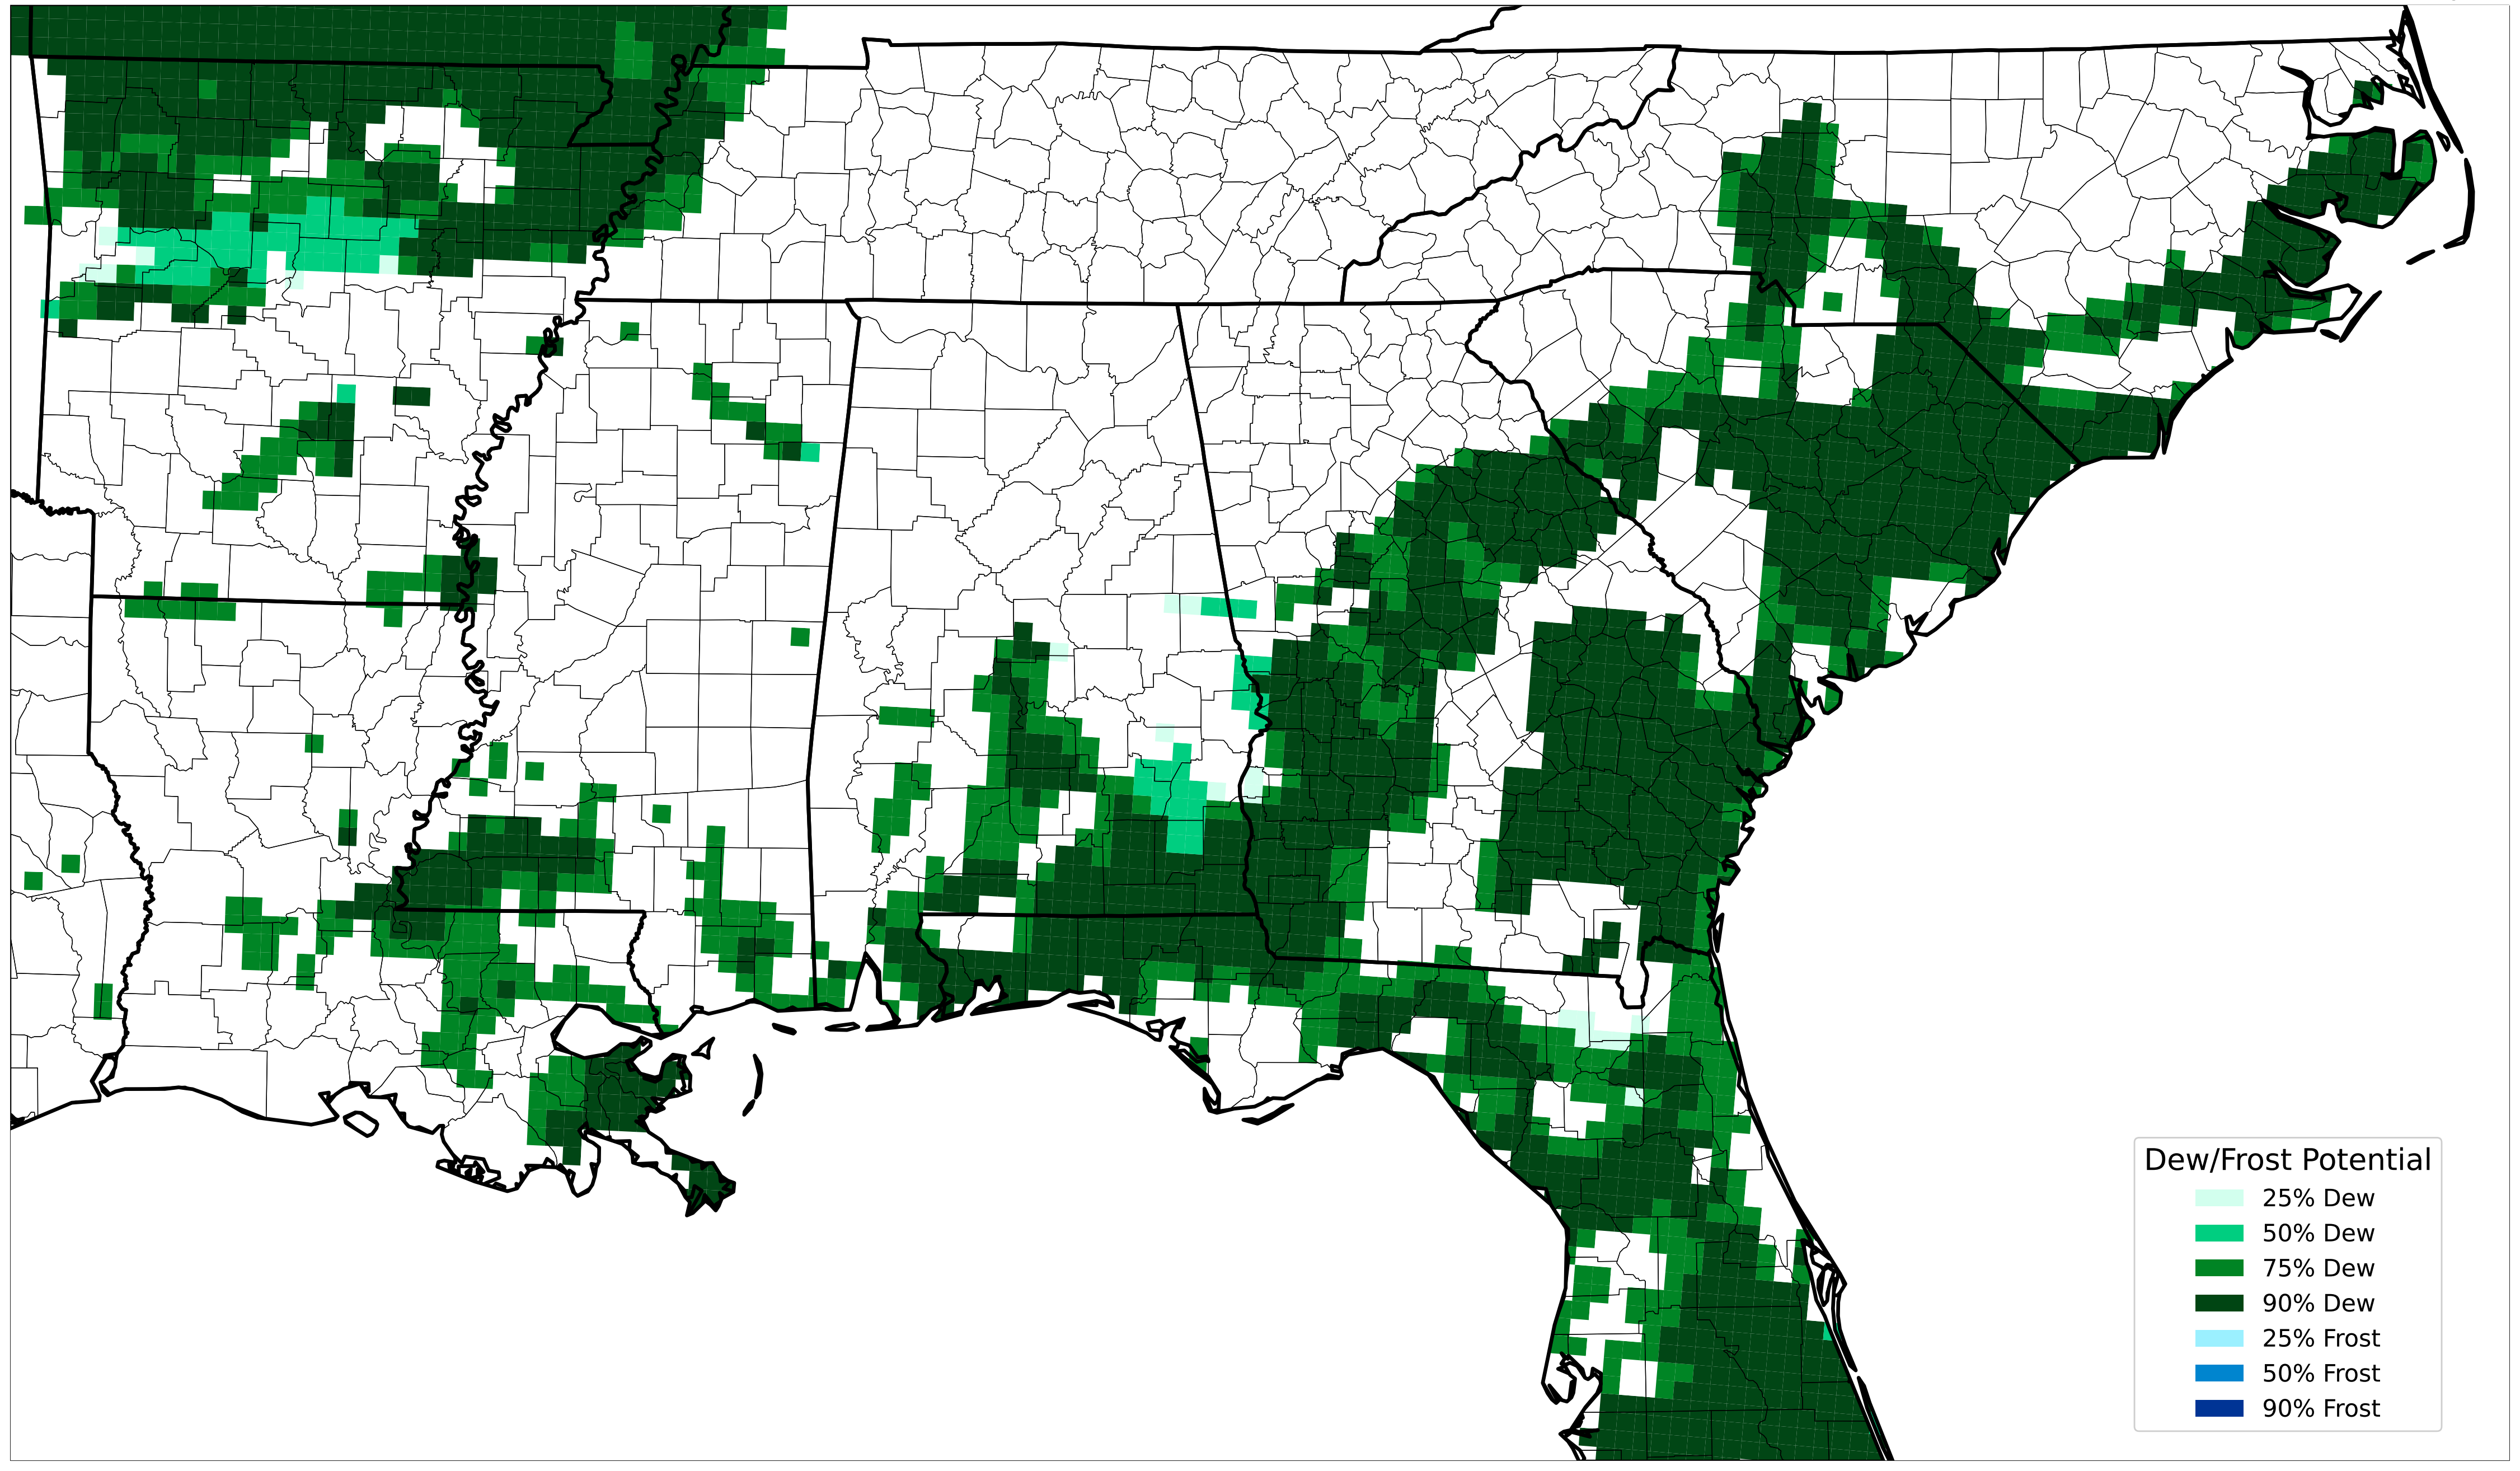 Dew/Frost Potential
25% Dew
50% Dew
75% Dew
90% Dew
25% Frost
50% Frost
90% Frost